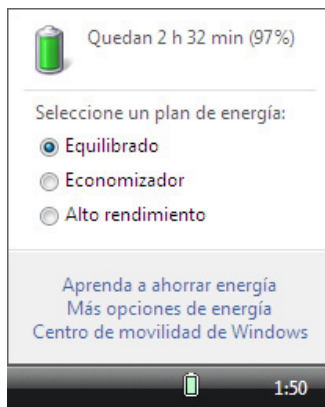 Quedan 2 h 32 min (97%)
Seleccione un plan de energía:
Equilibrado
Economizador
Alto rendimiento
Aprenda a ahorrar energía
Más opciones de energía
Centro de movilidad de Windows
1:50